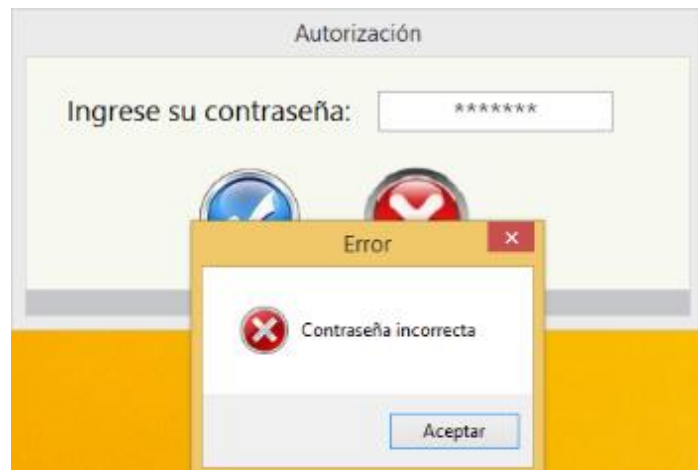 Autorización
Ingrese su contraseña: *******
Error
Contraseña incorrecta
Aceptar